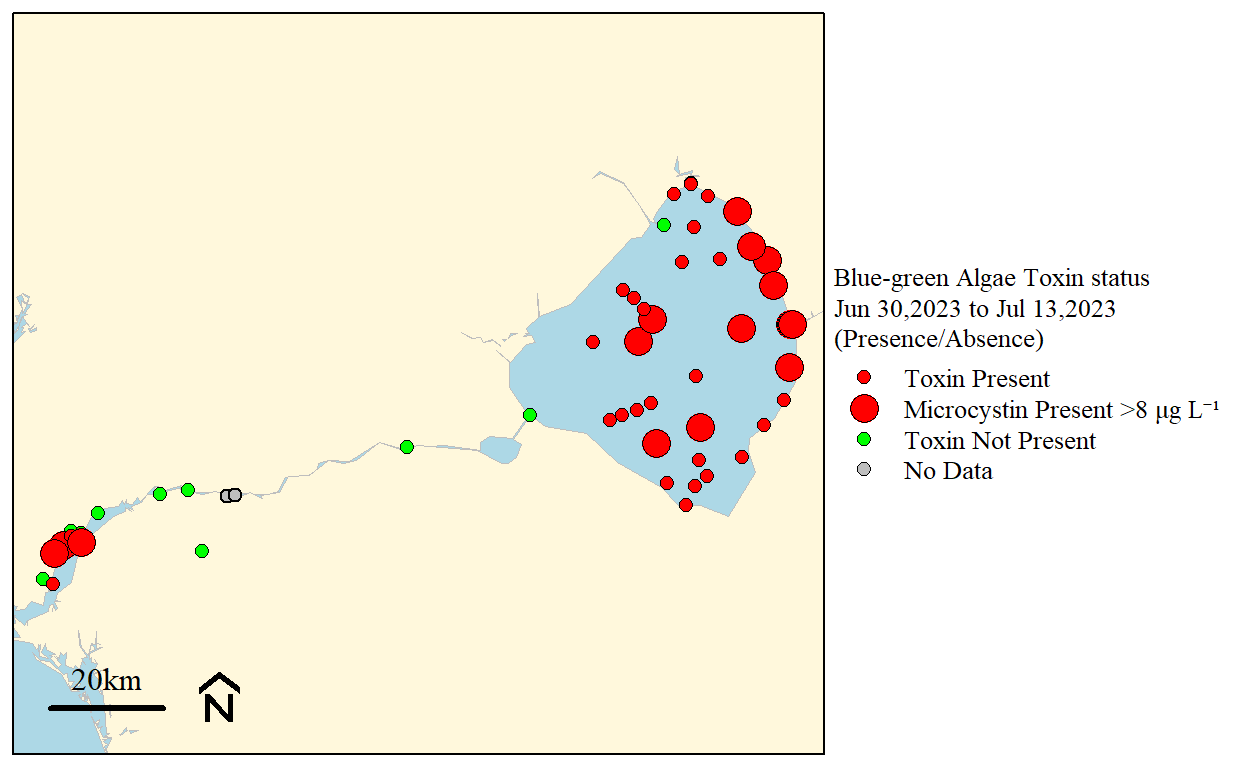 Blue-green Algae Toxin status
Jun 30,2023 to Jul 13,2023
(Presence/Absence)
Toxin Present
Microcystin Present >8 μg L⁻¹
Toxin Not Present
No Data
20km
N